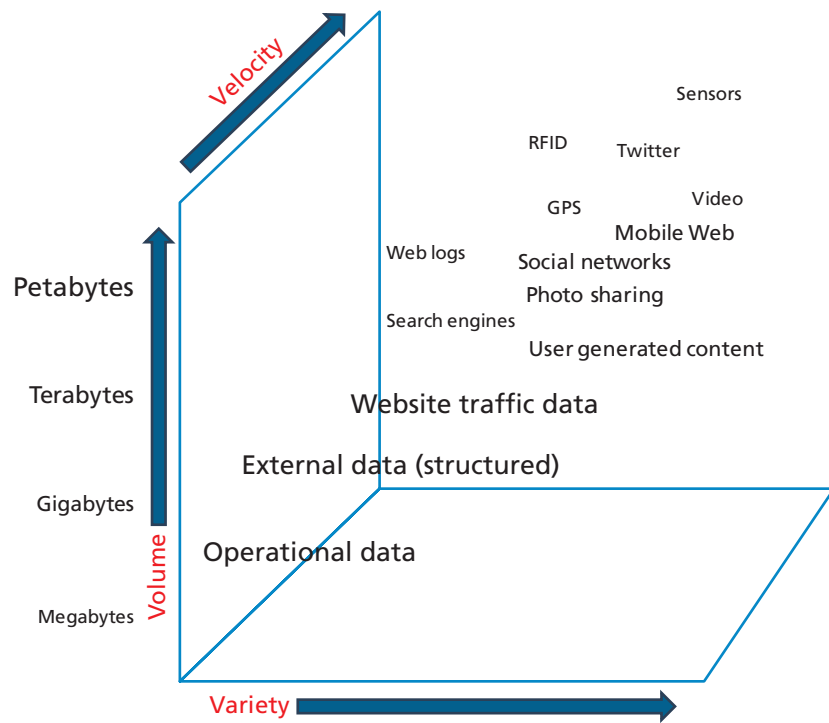 Velocity
Sensors
RFID
Twitter
Video
GPS
Mobile Web
Web logs
Social networks
Petabytes
Photo sharing
Search engines
User generated content
Terabytes
Website traffic data
External data (structured)
Gigabytes
Operational data
Volume
Megabytes
Variety